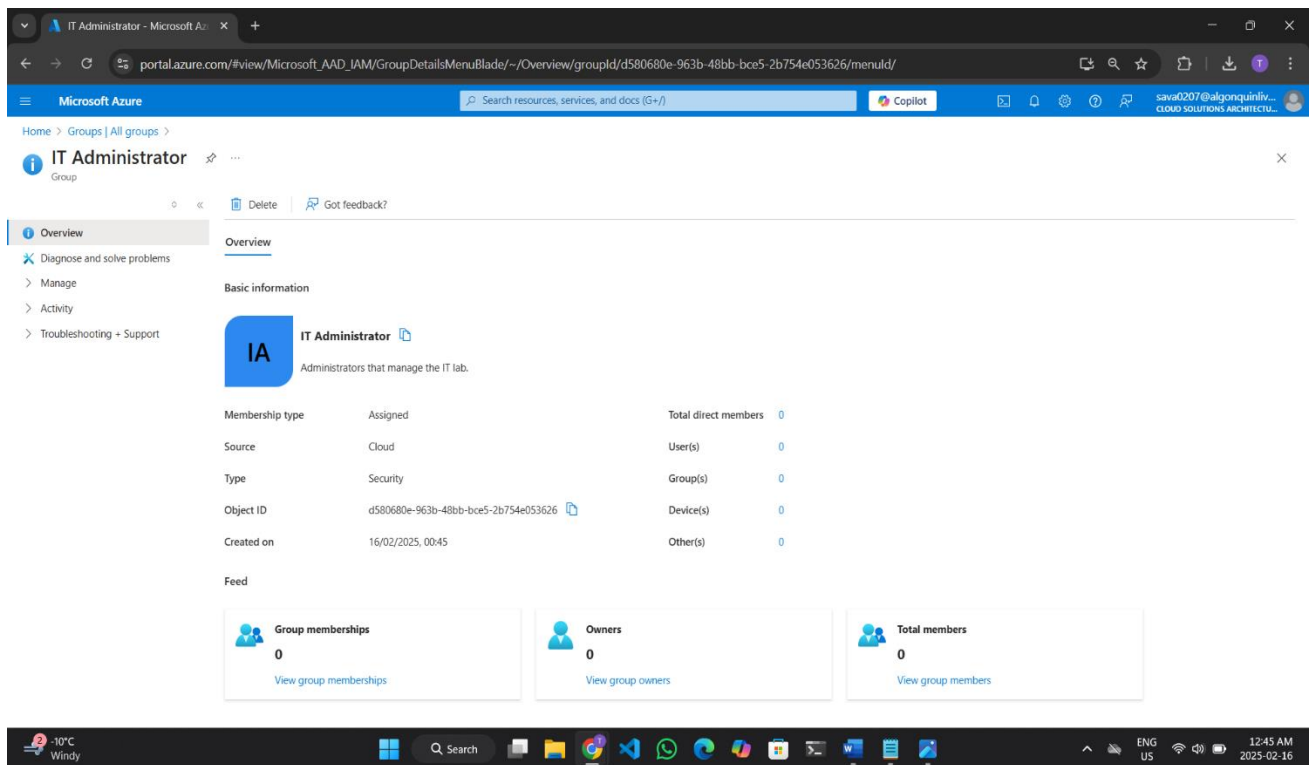 IT Administrator - Microsoft Az
portal.azure.com/#view/Microsoft_AAD_IAM/GroupDetailsMenuBlade/~/Overview/groupId/d580680e-963b-48bb-bce5-2b754e053626/menuId/
T
Microsoft Azure
Search resources, services, and docs (G+/)
Copilot
sava0207@algonquinliv...
CLOUD SOLUTIONS ARCHITECTU...
Home > Groups | All groups >
IT Administrator ...
Group
Delete
Got feedback?
Overview
Diagnose and solve problems
Manage
Activity
Troubleshooting + Support
Overview
Basic information
IA
IT Administrator
Administrators that manage the IT lab.
Membership type Assigned Total direct members 0
Source Cloud User(s) 0
Type Security Group(s) 0
Object ID d580680e-963b-48bb-bce5-2b754e053626 Device(s) 0
Created on 16/02/2025, 00:45 Other(s) 0
Feed
Group memberships
0
View group memberships
Owners
0
View group owners
Total members
0
View group members
2
-10°C
Windy
Search
ENG
US
12:45 AM
2025-02-16